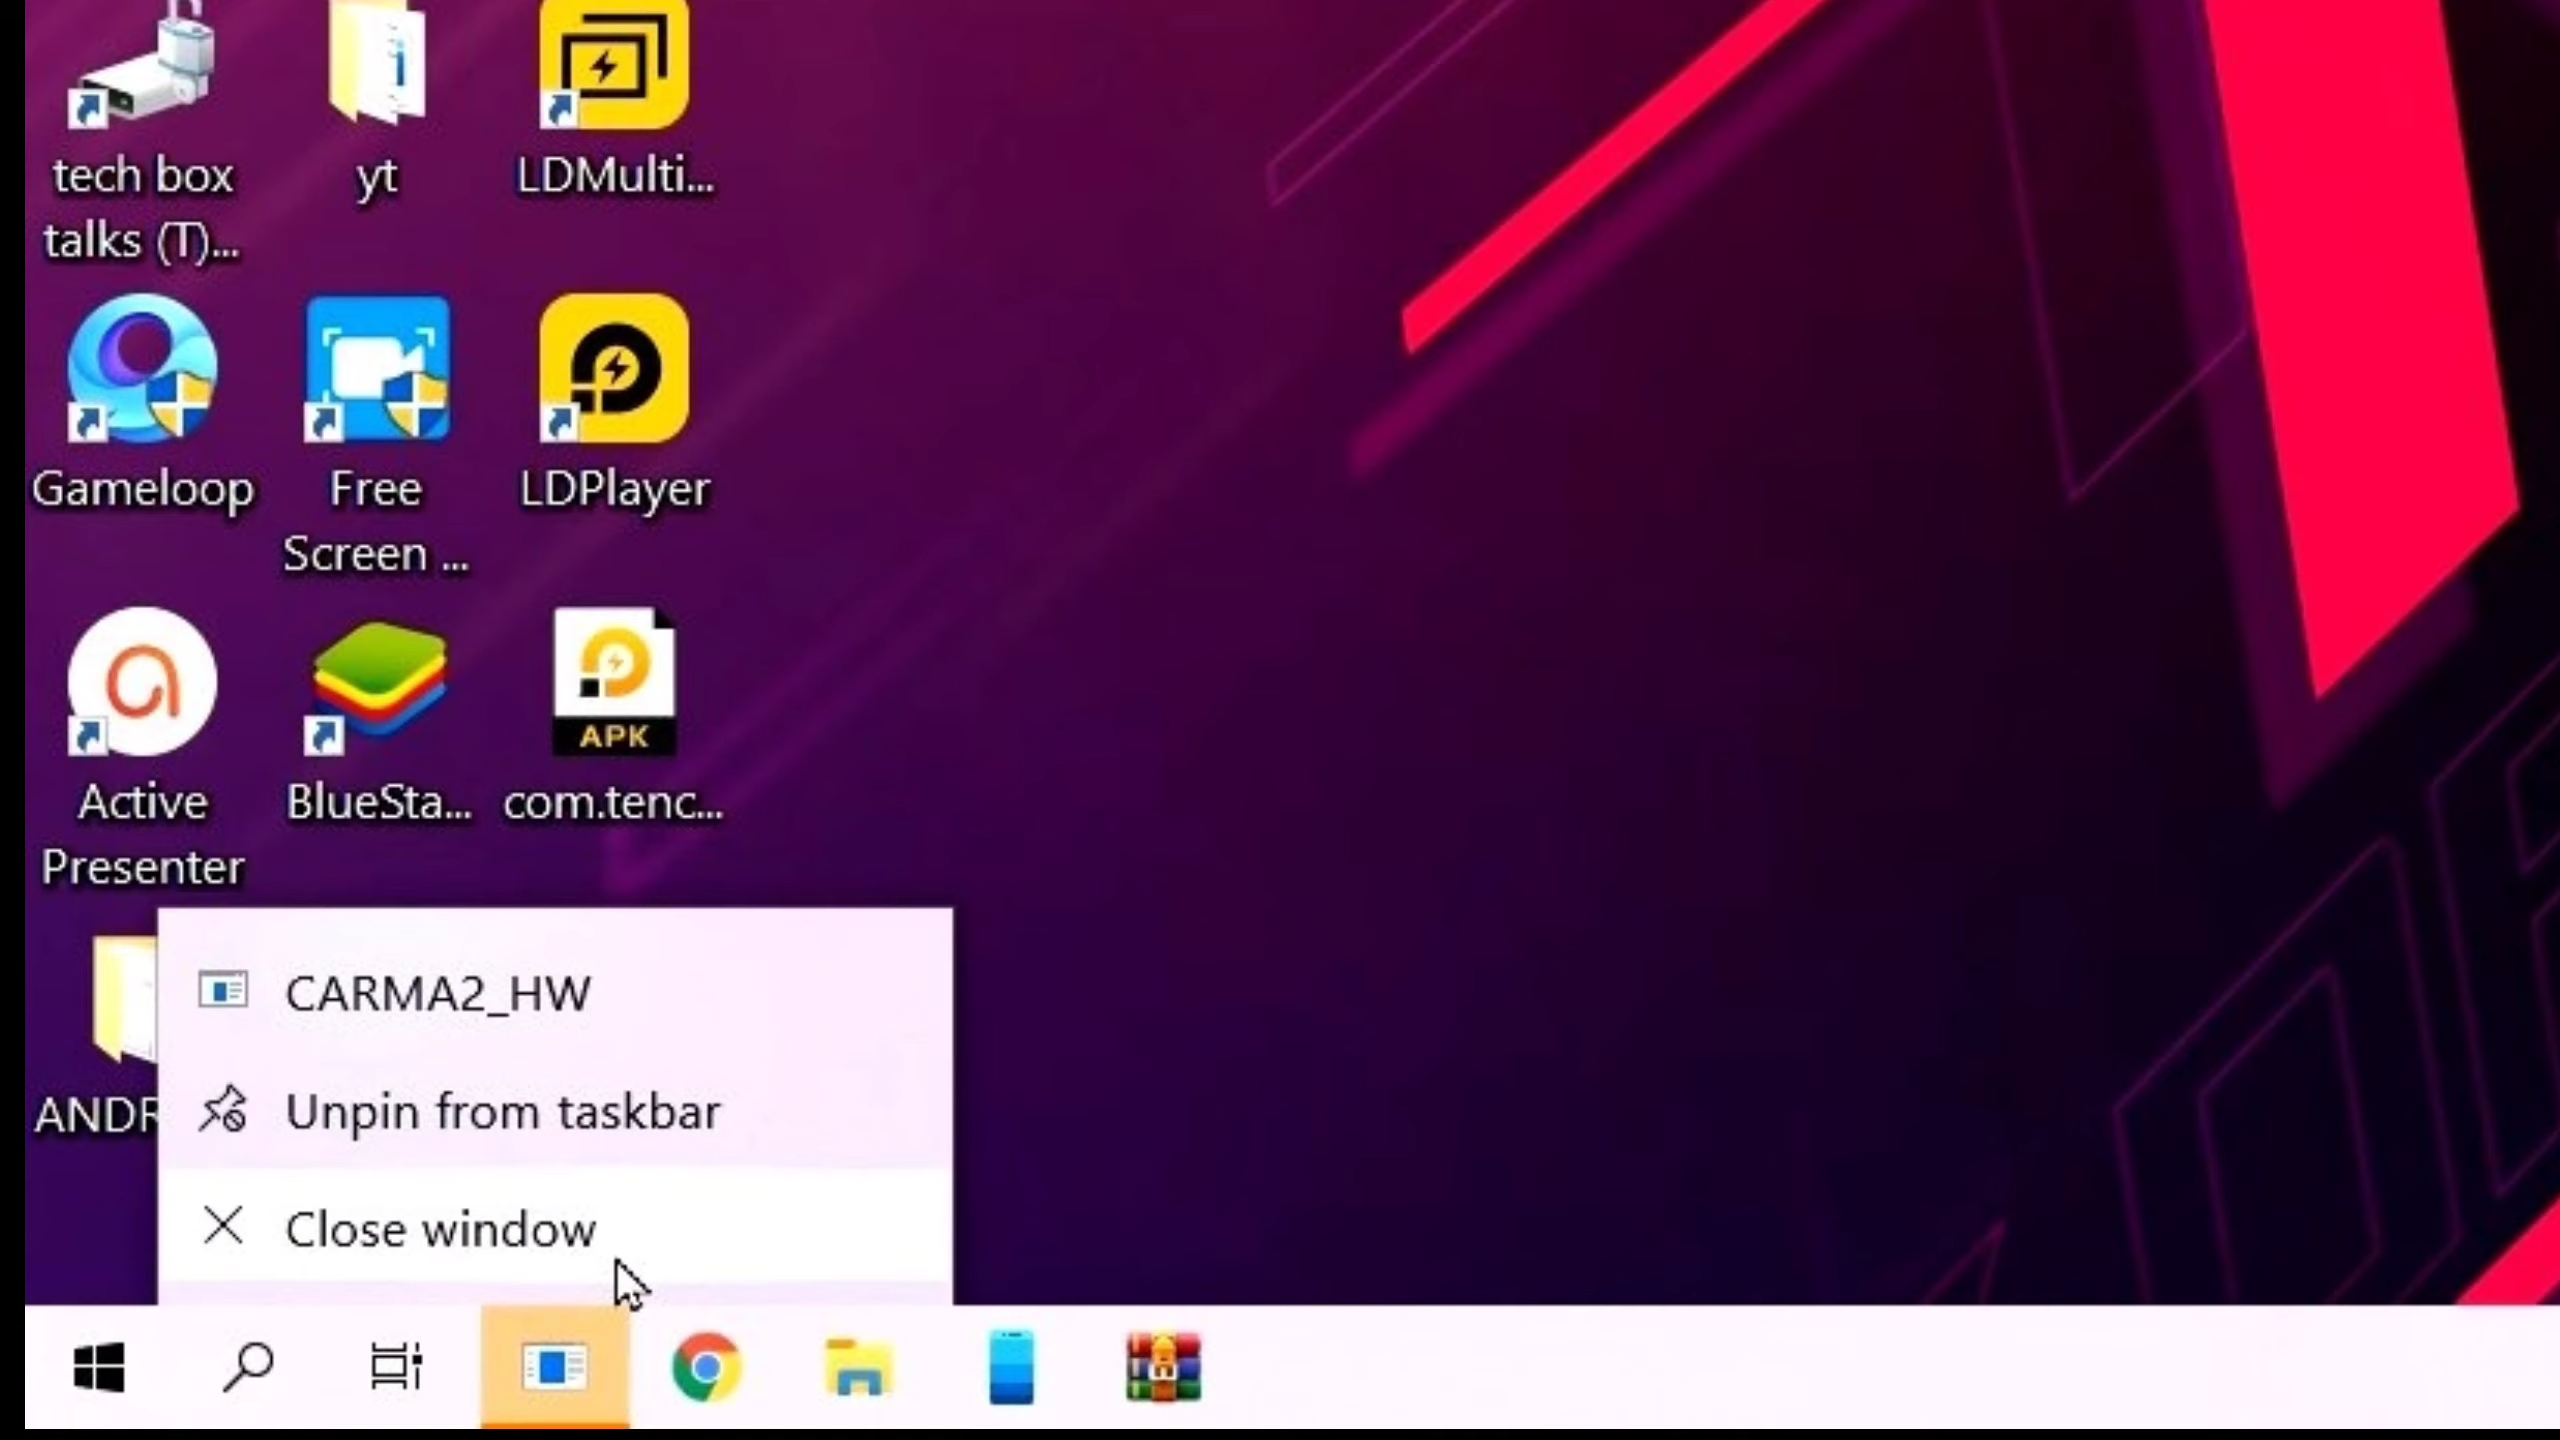 tech box
talks (T)...
yt
LDMulti...
Gameloop
Free
Screen ...
LDPlayer
Active
Presenter
BlueSta...
APK
com.tenc...
ANDR
CARMA2_HW
Unpin from taskbar
Close window